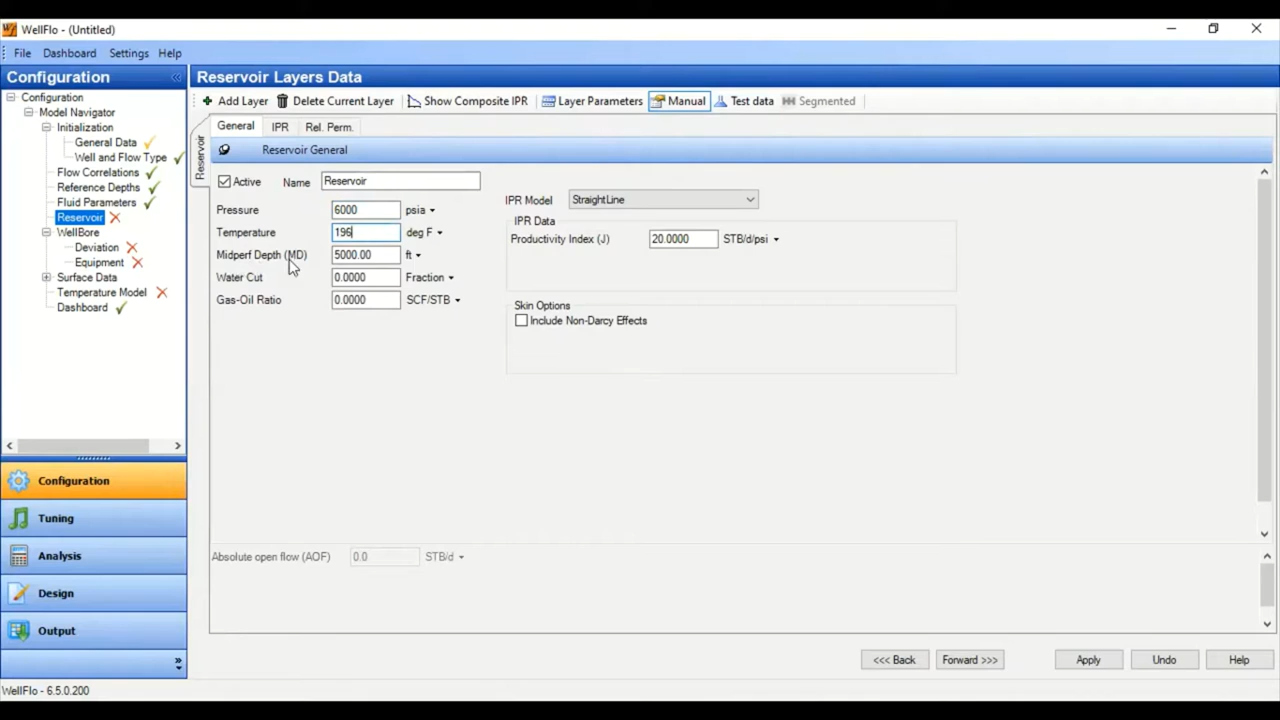 WellFlo - (Untitled)
File Dashboard Settings Help
Configuration
Configuration
Model Navigator
Initialization
General Data
Well and Flow Type
Flow Correlations
Reference Depths
Fluid Parameters
Reservoir
WellBore
Deviation
Equipment
Surface Data
Temperature Model
Dashboard
Configuration
Tuning
Analysis
Design
Output
Reservoir Layers Data
Add Layer Delete Current Layer Show Composite IPR Layer Parameters Manual Test data Segmented
Reservoir
General IPR Rel. Perm.
Reservoir General
Active Name Reservoir
Pressure 6000 psia
Temperature 196 deg F
Midperf Depth (MD) 5000.00 ft
Water Cut 0.0000 Fraction
Gas-Oil Ratio 0.0000 SCF/STB
IPR Model StraightLine
IPR Data
Productivity Index (J) 20.0000 STB/d/psi
Skin Options
Include Non-Darcy Effects
Absolute open flow (AOF) 0.0 STB/d
<<< Back Forward >>> Apply Undo Help
WellFlo - 6.5.0.200